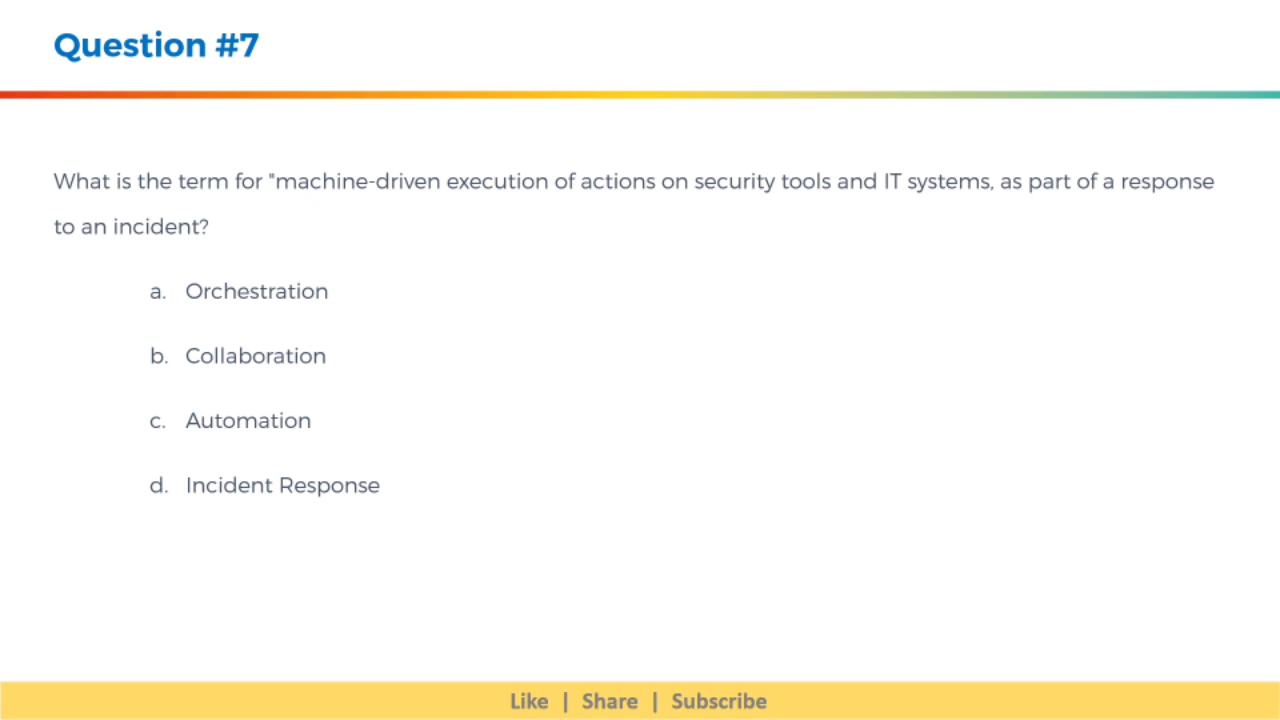 Question #7
What is the term for "machine-driven execution of actions on security tools and IT systems, as part of a response
to an incident?
a. Orchestration
b. Collaboration
c. Automation
d. Incident Response
Like | Share | Subscribe